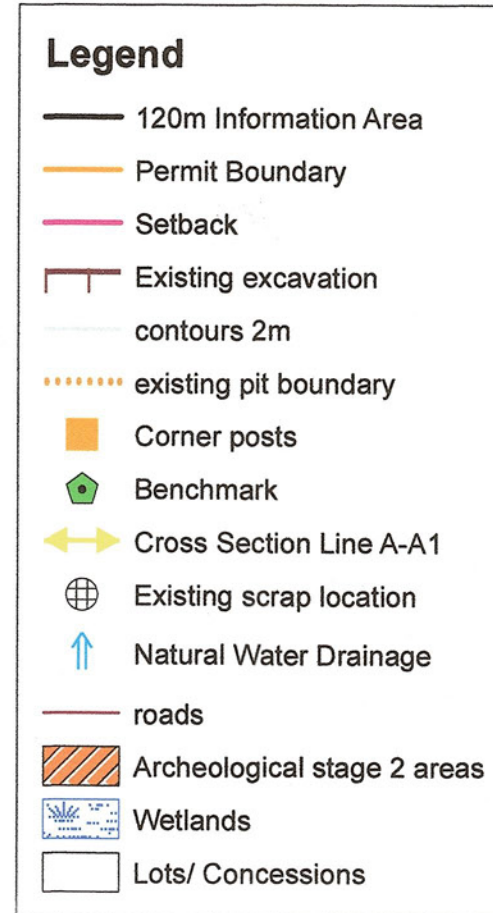 Legend
120m Information Area
Permit Boundary
Setback
Existing excavation
contours 2m
existing pit boundary
Corner posts
Benchmark
Cross Section Line A-A1
Existing scrap location
Natural Water Drainage
roads
Archeological stage 2 areas
Wetlands
Lots/ Concessions